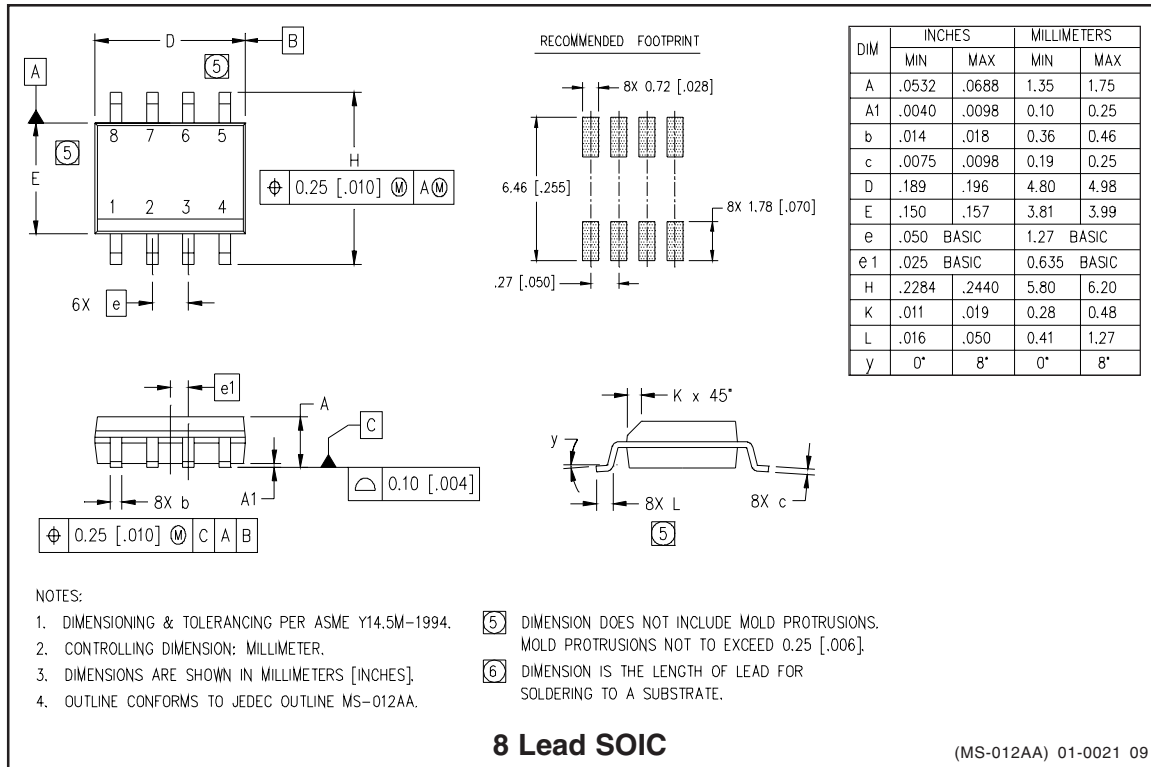 D
B
5
A
8 7 6 5
5
E
H
⌖ 0.25 [.010] Ⓜ AⓂ
1 2 3 4
6X e
RECOMMENDED FOOTPRINT
8X 0.72 [.028]
6.46 [.255]
8X 1.78 [.070]
.27 [.050]
DIM INCHES MILLIMETERS
MIN MAX MIN MAX
A .0532 .0688 1.35 1.75
A1 .0040 .0098 0.10 0.25
b .014 .018 0.36 0.46
c .0075 .0098 0.19 0.25
D .189 .196 4.80 4.98
E .150 .157 3.81 3.99
e .050 BASIC 1.27 BASIC
e1 .025 BASIC 0.635 BASIC
H .2284 .2440 5.80 6.20
K .011 .019 0.28 0.48
L .016 .050 0.41 1.27
y 0° 8° 0° 8°
e1
A
C
A1
8X b
⌓ 0.10 [.004]
⌖ 0.25 [.010] Ⓜ C A B
K x 45°
y
8X L
8X c
5
NOTES:
1. DIMENSIONING & TOLERANCING PER ASME Y14.5M-1994.
2. CONTROLLING DIMENSION: MILLIMETER.
3. DIMENSIONS ARE SHOWN IN MILLIMETERS [INCHES].
4. OUTLINE CONFORMS TO JEDEC OUTLINE MS-012AA.
5 DIMENSION DOES NOT INCLUDE MOLD PROTRUSIONS.
MOLD PROTRUSIONS NOT TO EXCEED 0.25 [.006].
6 DIMENSION IS THE LENGTH OF LEAD FOR
SOLDERING TO A SUBSTRATE.
8 Lead SOIC
(MS-012AA) 01-0021 09